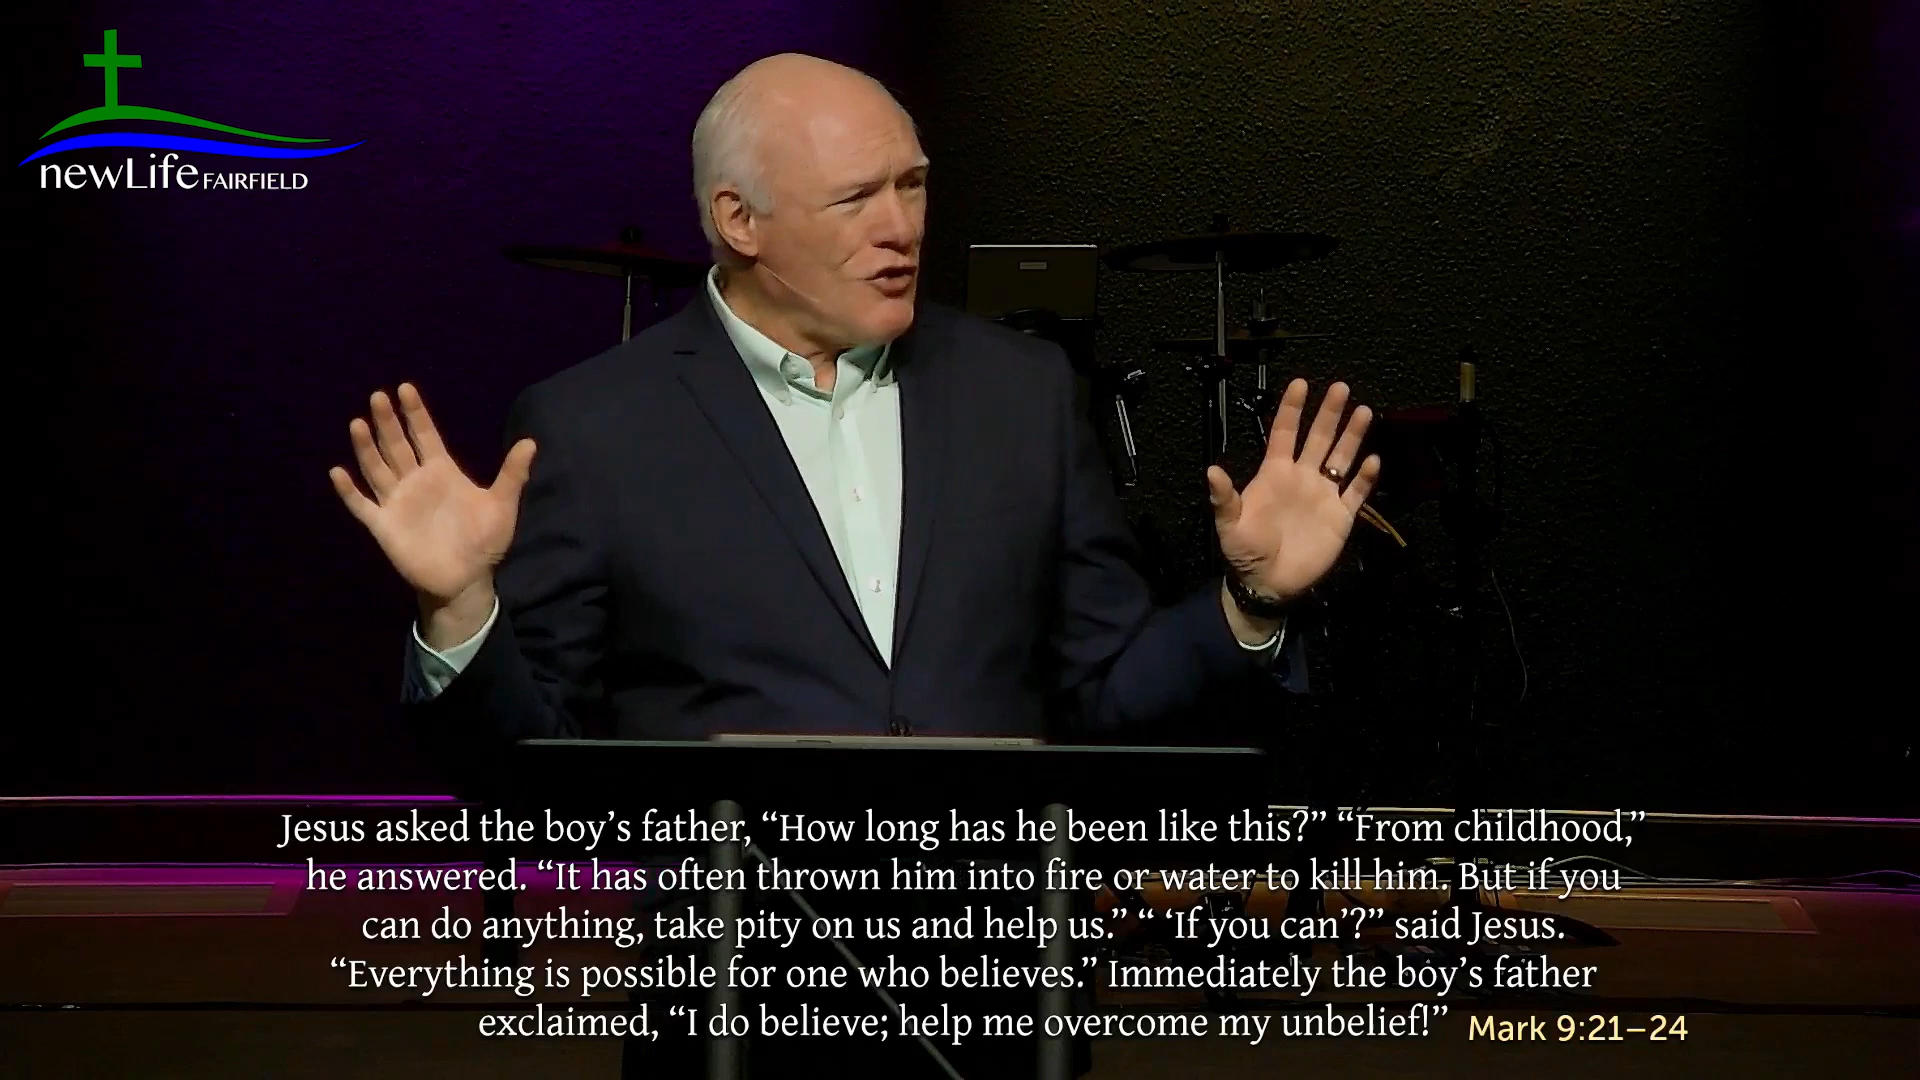 newLife FAIRFIELD
Jesus asked the boy’s father, “How long has he been like this?” “From childhood,”
he answered. “It has often thrown him into fire or water to kill him. But if you
can do anything, take pity on us and help us.” “ ‘If you can’?” said Jesus.
“Everything is possible for one who believes.” Immediately the boy’s father
exclaimed, “I do believe; help me overcome my unbelief!” Mark 9:21–24